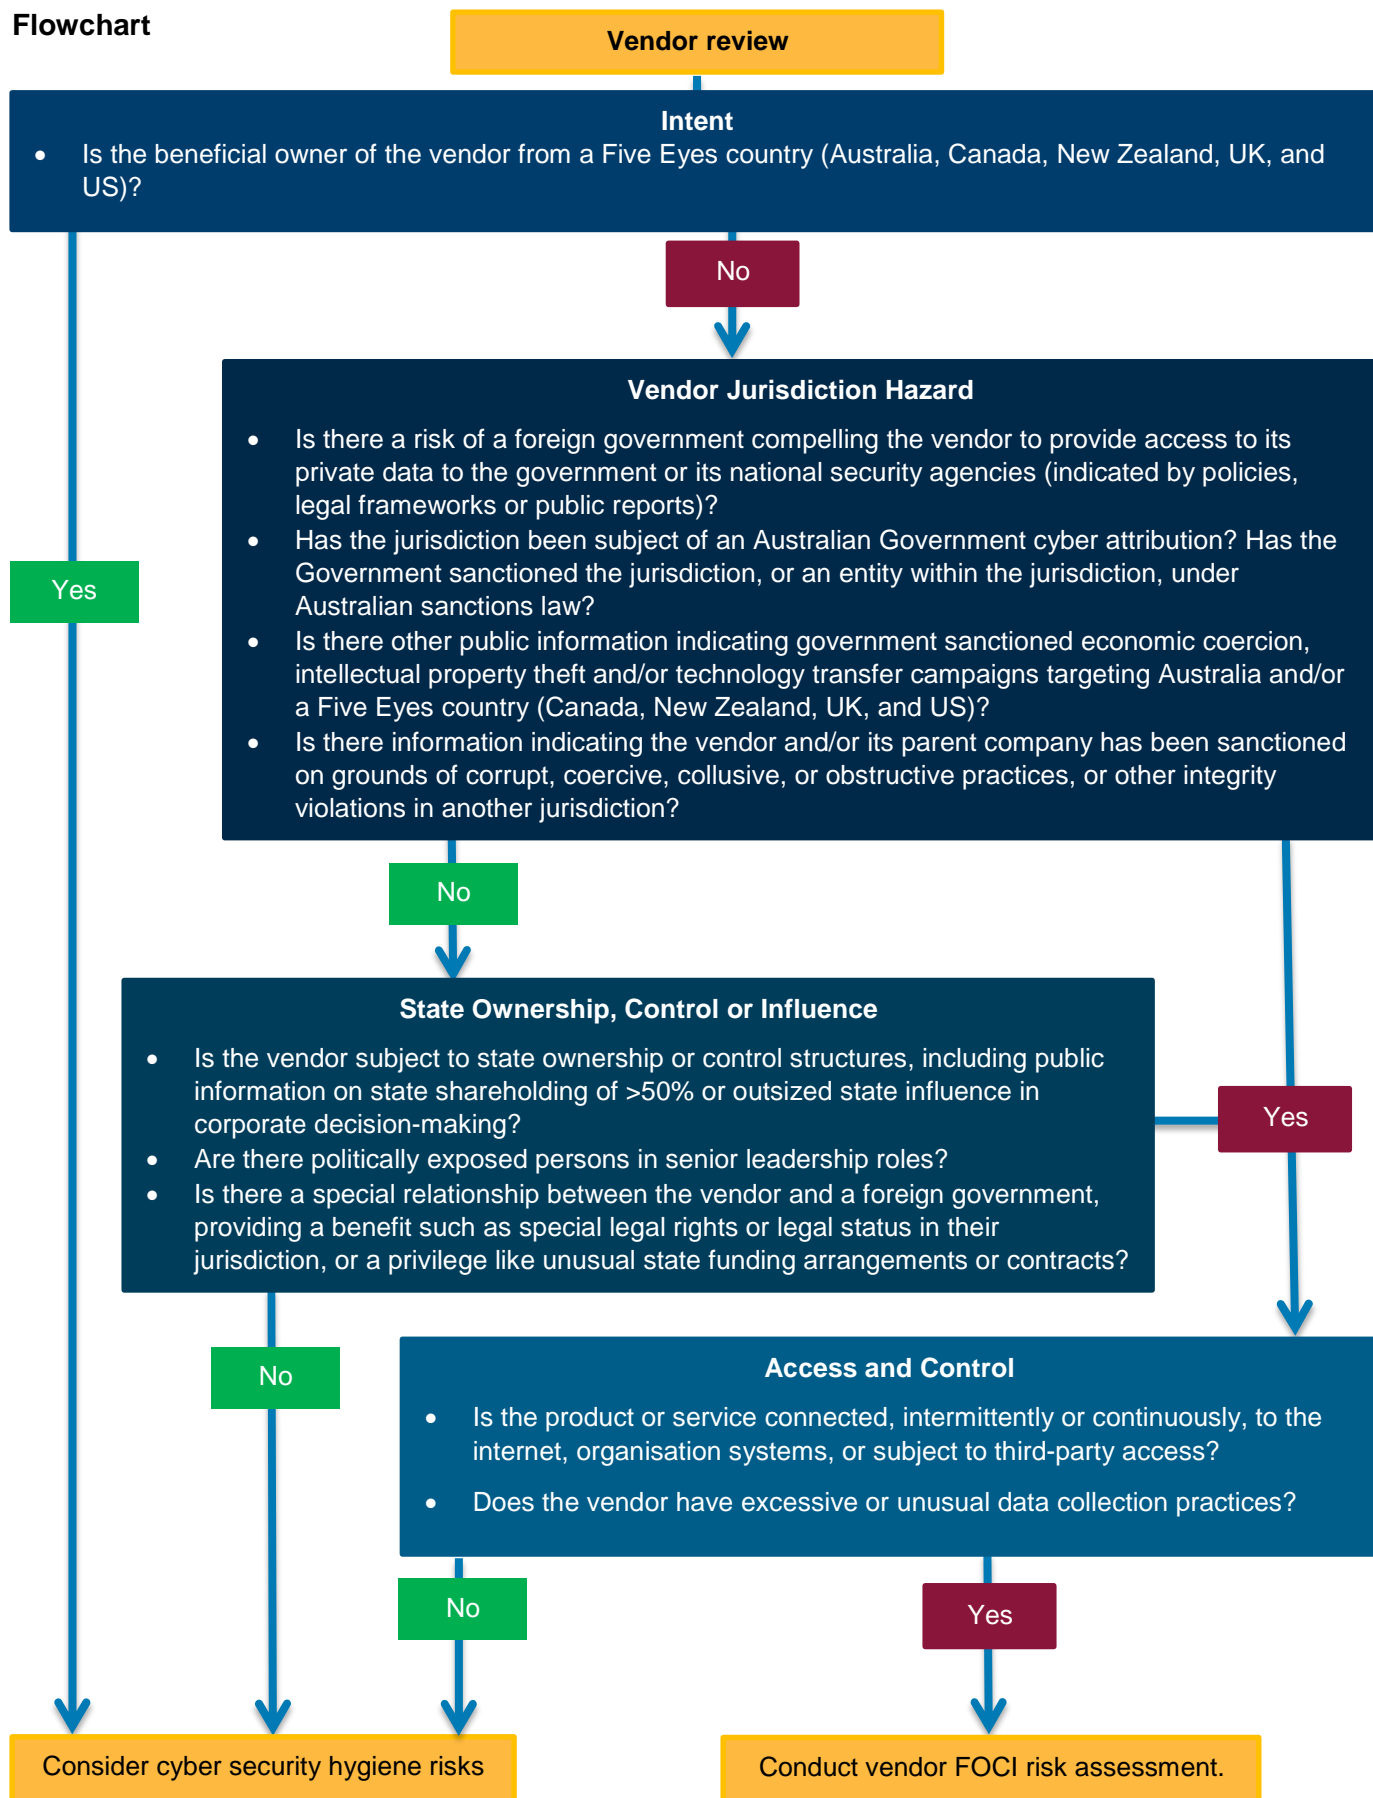 Flowchart
Vendor review
Intent
• Is the beneficial owner of the vendor from a Five Eyes country (Australia, Canada, New Zealand, UK, and
US)?
No
Vendor Jurisdiction Hazard
• Is there a risk of a foreign government compelling the vendor to provide access to its
private data to the government or its national security agencies (indicated by policies,
legal frameworks or public reports)?
• Has the jurisdiction been subject of an Australian Government cyber attribution? Has the
Government sanctioned the jurisdiction, or an entity within the jurisdiction, under
Australian sanctions law?
• Is there other public information indicating government sanctioned economic coercion,
intellectual property theft and/or technology transfer campaigns targeting Australia and/or
a Five Eyes country (Canada, New Zealand, UK, and US)?
• Is there information indicating the vendor and/or its parent company has been sanctioned
on grounds of corrupt, coercive, collusive, or obstructive practices, or other integrity
violations in another jurisdiction?
Yes
No
State Ownership, Control or Influence
• Is the vendor subject to state ownership or control structures, including public
information on state shareholding of >50% or outsized state influence in
corporate decision-making?
• Are there politically exposed persons in senior leadership roles?
• Is there a special relationship between the vendor and a foreign government,
providing a benefit such as special legal rights or legal status in their
jurisdiction, or a privilege like unusual state funding arrangements or contracts?
Yes
No
Access and Control
• Is the product or service connected, intermittently or continuously, to the
internet, organisation systems, or subject to third-party access?
• Does the vendor have excessive or unusual data collection practices?
No
Yes
Consider cyber security hygiene risks
Conduct vendor FOCI risk assessment.